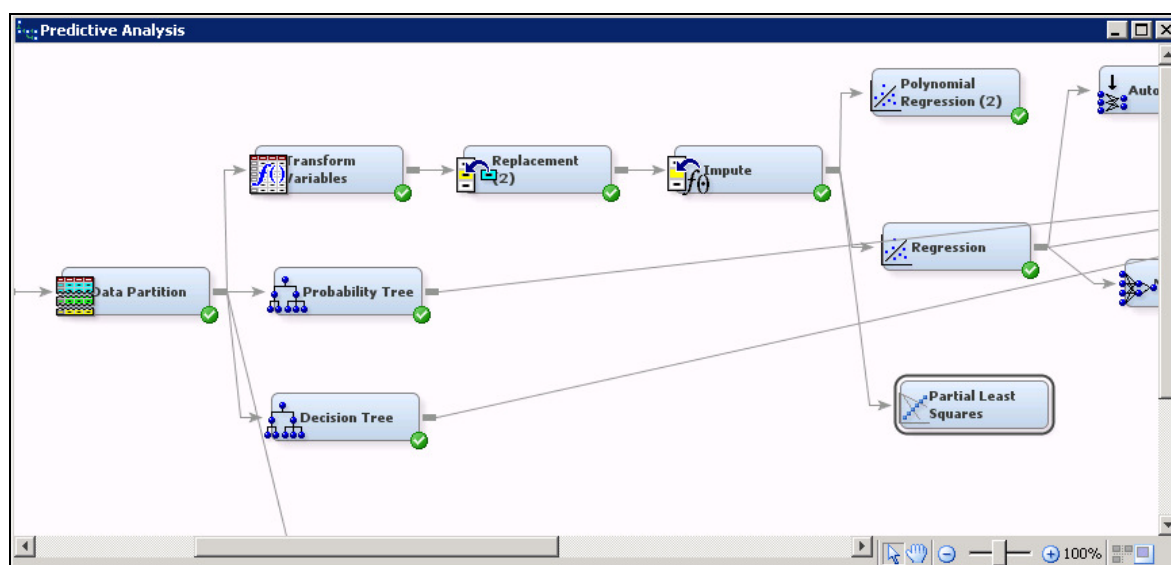 Predictive Analysis
Polynomial
Regression (2)
Auto
Transform
Variables
Replacement
(2)
Impute
Regression
Data Partition
Probability Tree
Decision Tree
Partial Least
Squares
100%